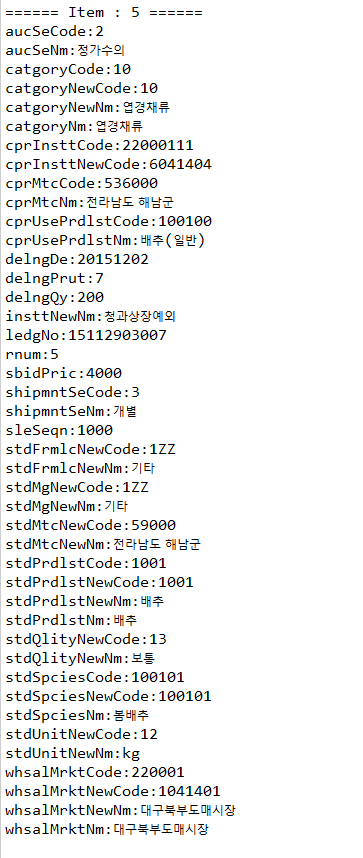 ====== Item : 5 ======
aucSeCode:2
aucSeNm:정가수의
catgoryCode:10
catgoryNewCode:10
catgoryNewNm:엽경채류
catgoryNm:엽경채류
cprInsttCode:22000111
cprInsttNewCode:6041404
cprMtcCode:536000
cprMtcNm:전라남도 해남군
cprUsePrdlstCode:100100
cprUsePrdlstNm:배추(일반)
delngDe:20151202
delngPrut:7
delngQy:200
insttNewNm:청과상장예외
ledgNo:15112903007
rnum:5
sbidPric:4000
shipmntSeCode:3
shipmntSeNm:개별
sleSeqn:1000
stdFrmlcNewCode:1ZZ
stdFrmlcNewNm:기타
stdMgNewCode:1ZZ
stdMgNewNm:기타
stdMtcNewCode:59000
stdMtcNewNm:전라남도 해남군
stdPrdlstCode:1001
stdPrdlstNewCode:1001
stdPrdlstNewNm:배추
stdPrdlstNm:배추
stdQlityNewCode:13
stdQlityNewNm:보통
stdSpciesCode:100101
stdSpciesNewCode:100101
stdSpciesNm:봄배추
stdUnitNewCode:12
stdUnitNewNm:kg
whsalMrktCode:220001
whsalMrktNewCode:1041401
whsalMrktNewNm:대구북부도매시장
whsalMrktNm:대구북부도매시장